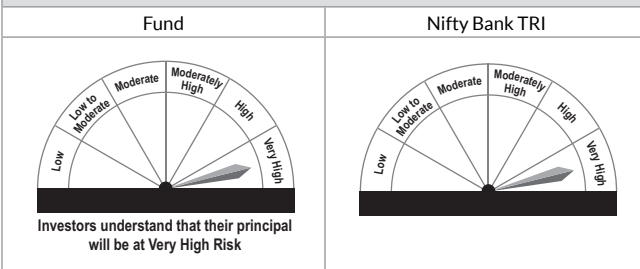 Fund
Nifty Bank TRI
Low
Low to
Moderate
Moderate
Moderately
High
High
Very High
Low
Low to
Moderate
Moderate
Moderately
High
High
Very High
Investors understand that their principal
will be at Very High Risk